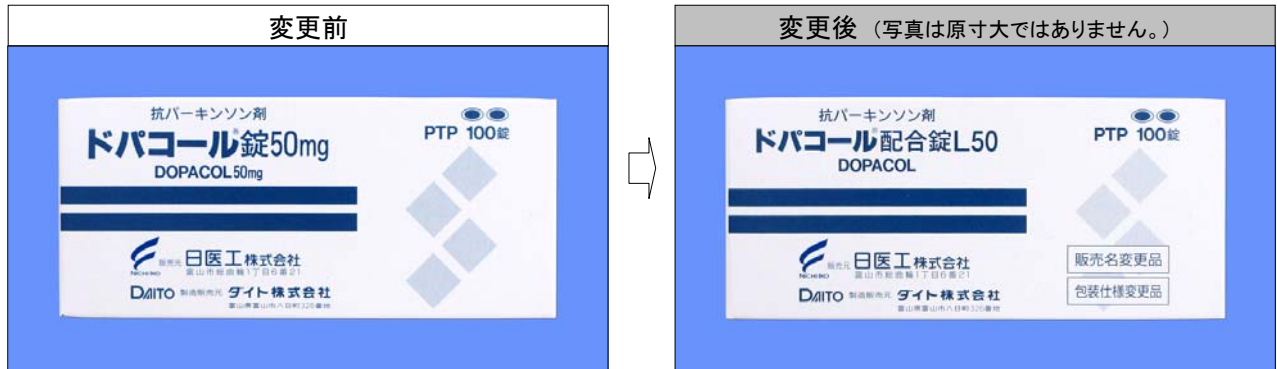 変更前
抗パーキンソン剤
ドパコール®錠50mg
DOPACOL50mg
PTP 100錠
NICHIIKO
販売元 日医工株式会社
富山市総曲輪1丁目6番21
DAITO 製造販売元 ダイト株式会社
富山県富山市八日町326番地
変更後 (写真は原寸大ではありません。)
抗パーキンソン剤
ドパコール®配合錠L50
DOPACOL
PTP 100錠
NICHIIKO
販売元 日医工株式会社
富山市総曲輪1丁目6番21
DAITO 製造販売元 ダイト株式会社
富山県富山市八日町326番地
販売名変更品
包装仕様変更品